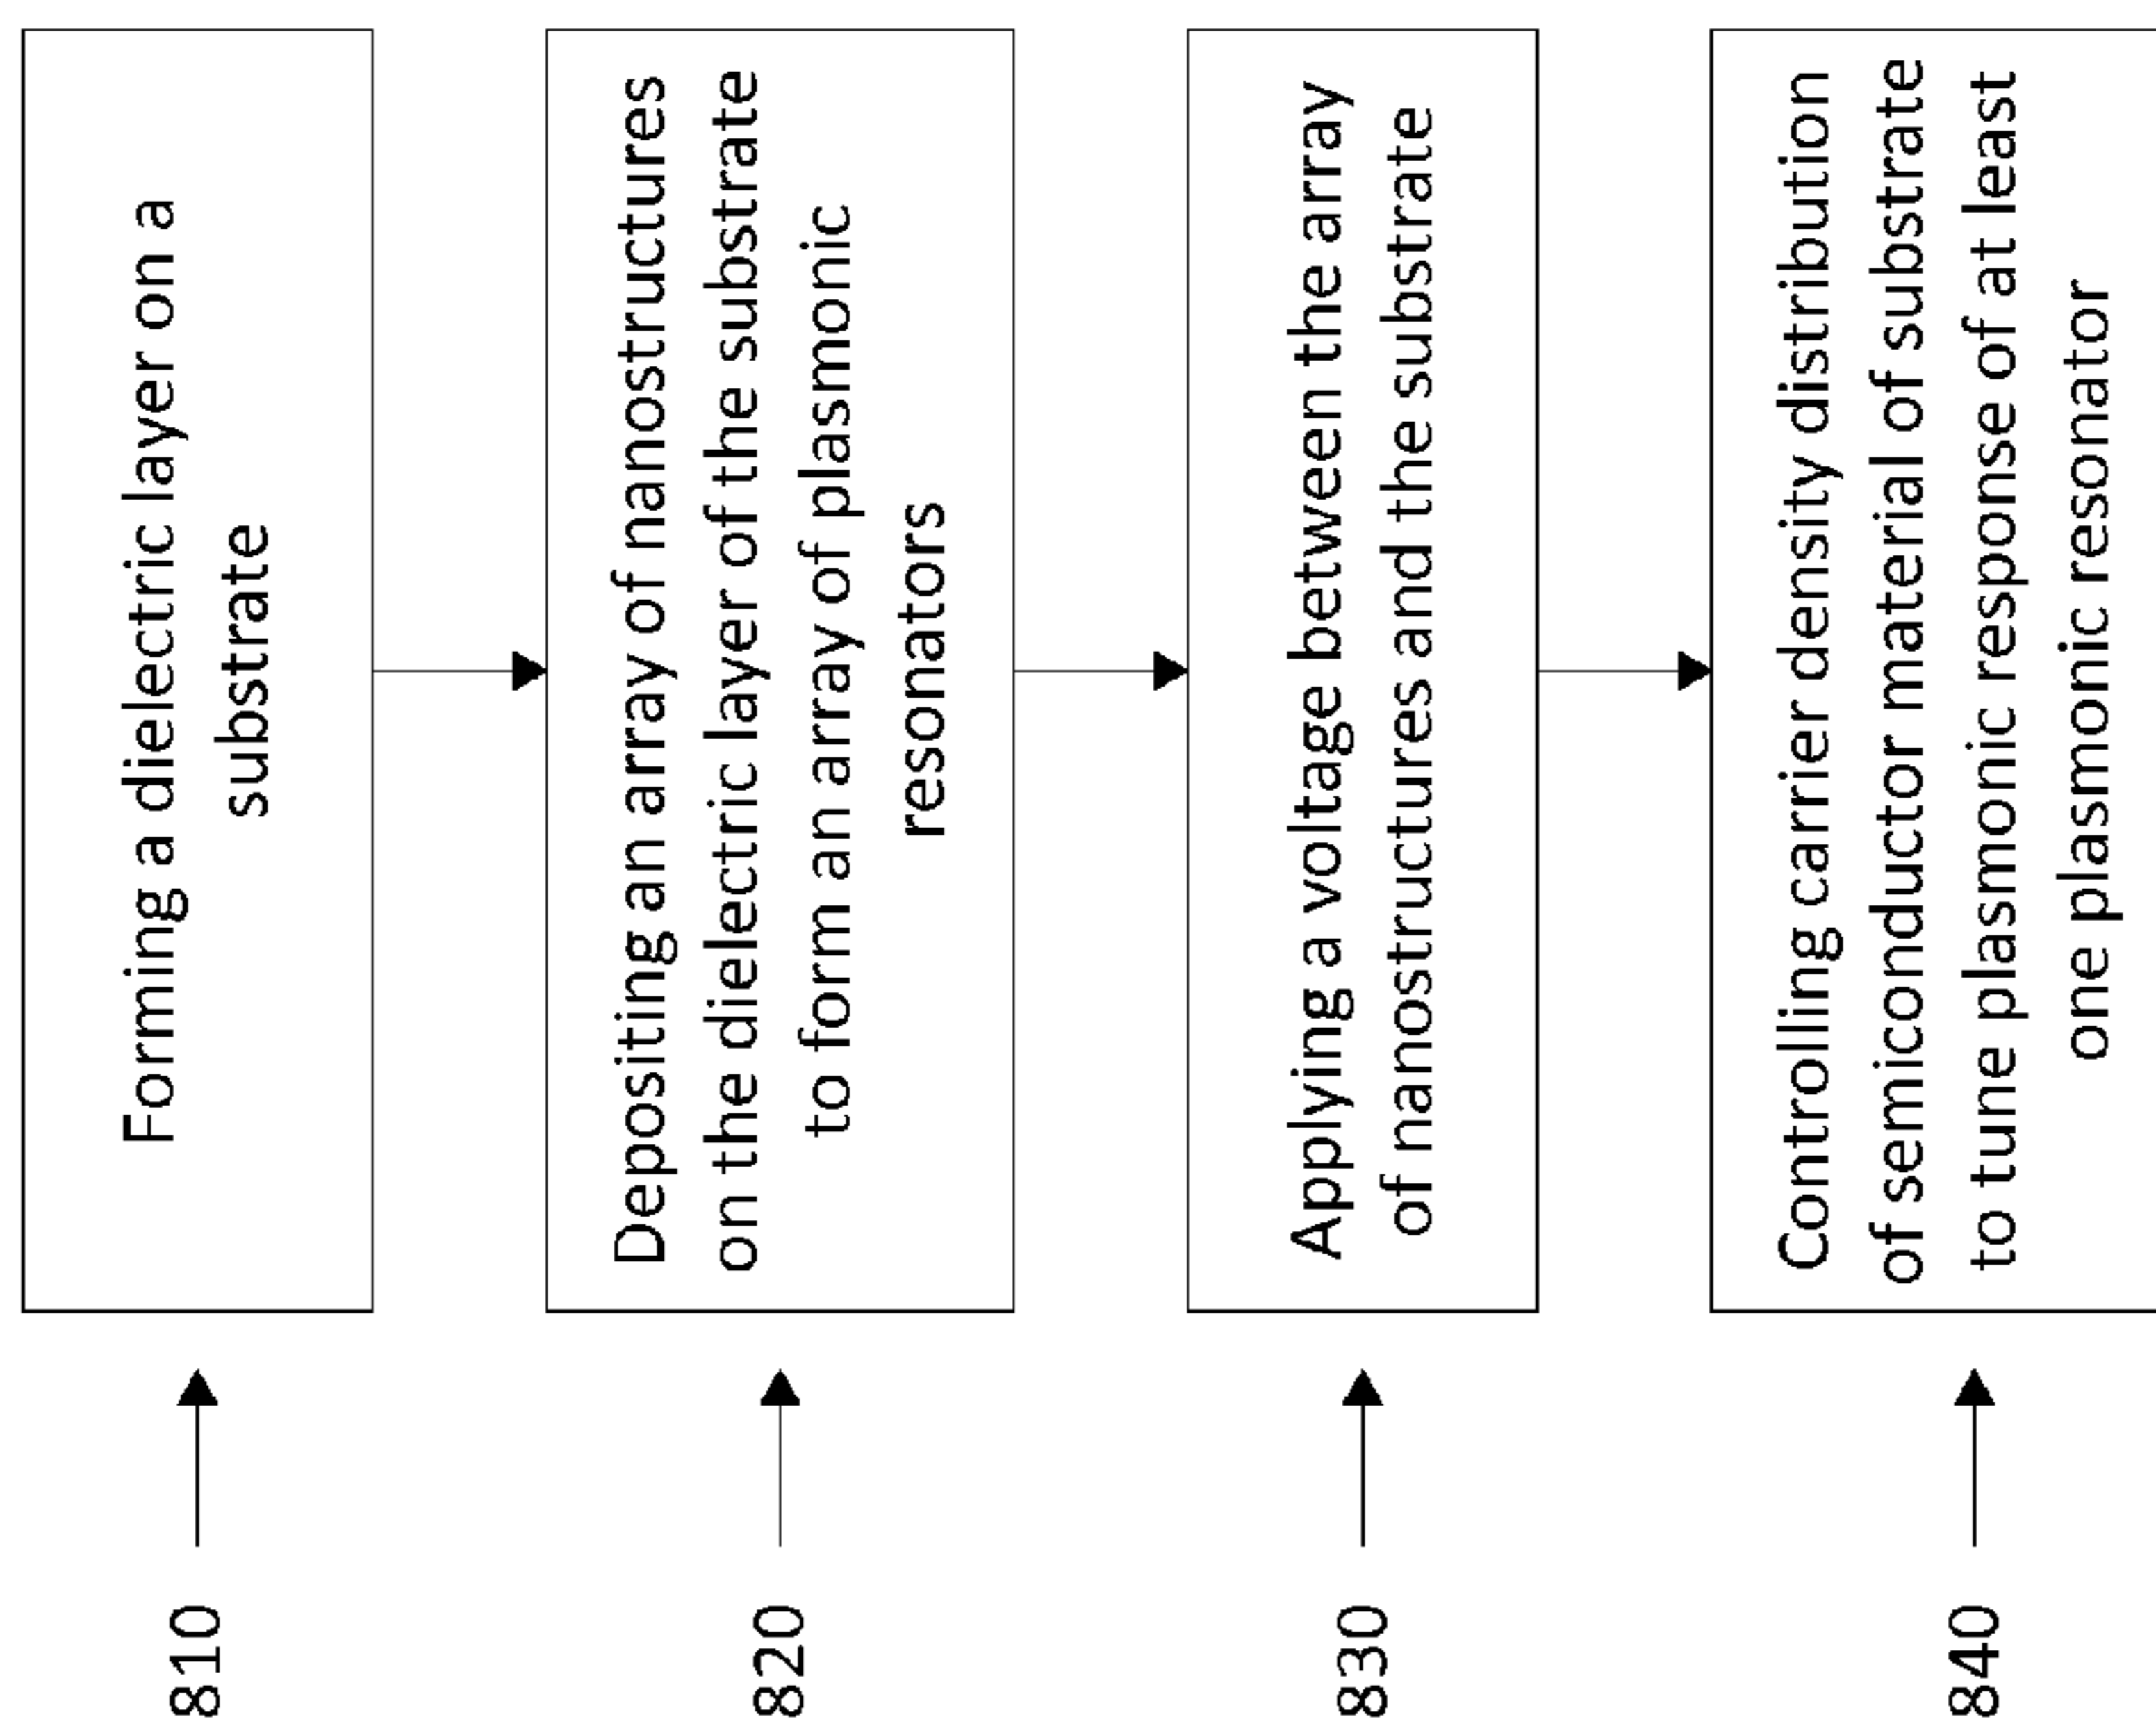 810
Forming a dielectric layer on a
substrate
820
Depositing an array of nanostructures
on the dielectric layer of the substrate
to form an array of plasmonic
resonators
830
Applying a voltage between the array
of nanostructures and the substrate
840
Controlling carrier density distribution
of semiconductor material of substrate
to tune plasmonic response of at least
one plasmonic resonator